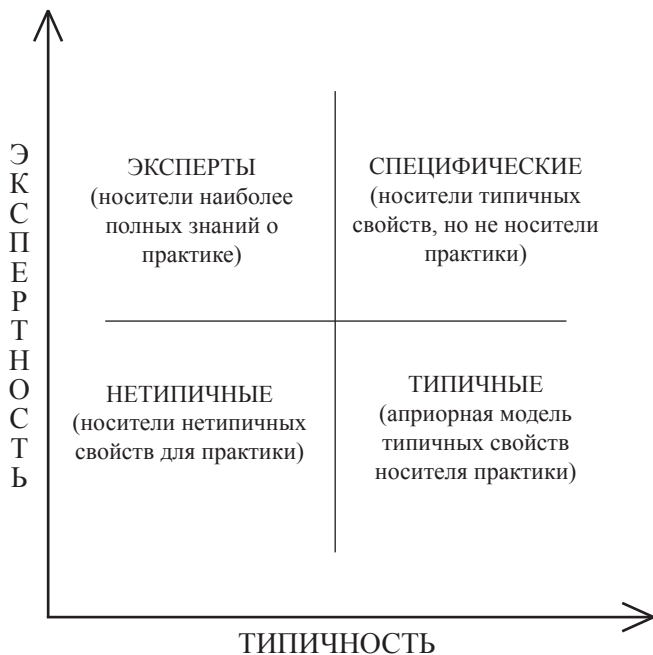 ЭКСПЕРТНОСТЬ
ЭКСПЕРТЫ
(носители наиболее
полных знаний о
практике)
СПЕЦИФИЧЕСКИЕ
(носители типичных
свойств, но не носители
практики)
НЕТИПИЧНЫЕ
(носители нетипичных
свойств для практики)
ТИПИЧНЫЕ
(априорная модель
типичных свойств
носителя практики)
ТИПИЧНОСТЬ